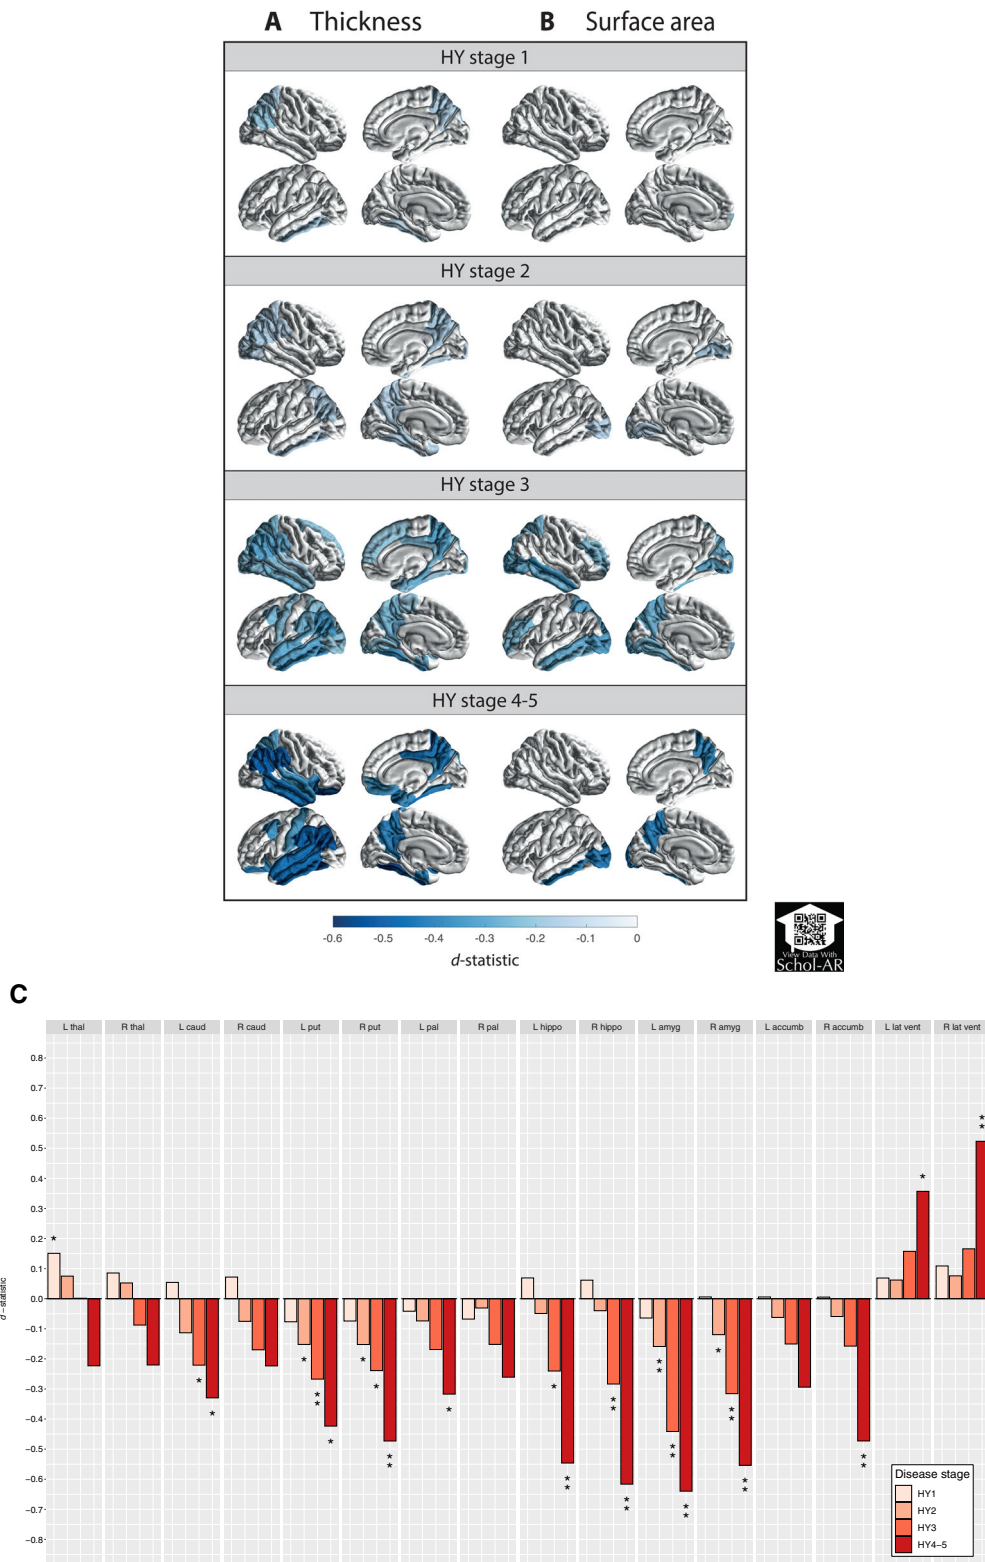 A Thickness B Surface area
HY stage 1
HY stage 2
HY stage 3
HY stage 4-5
-0.6 -0.5 -0.4 -0.3 -0.2 -0.1 0
d-statistic
View Data With
Schol-AR
C
L thal R thal L caud R caud L put R put L pal R pal L hippo R hippo L amyg R amyg L accumb R accumb L lat vent R lat vent
0.8
0.7
0.6
0.5
0.4
0.3
0.2
0.1
0.0
−0.1
−0.2
−0.3
−0.4
−0.5
−0.6
−0.7
−0.8
d−statistic
Disease stage
HY1
HY2
HY3
HY4−5